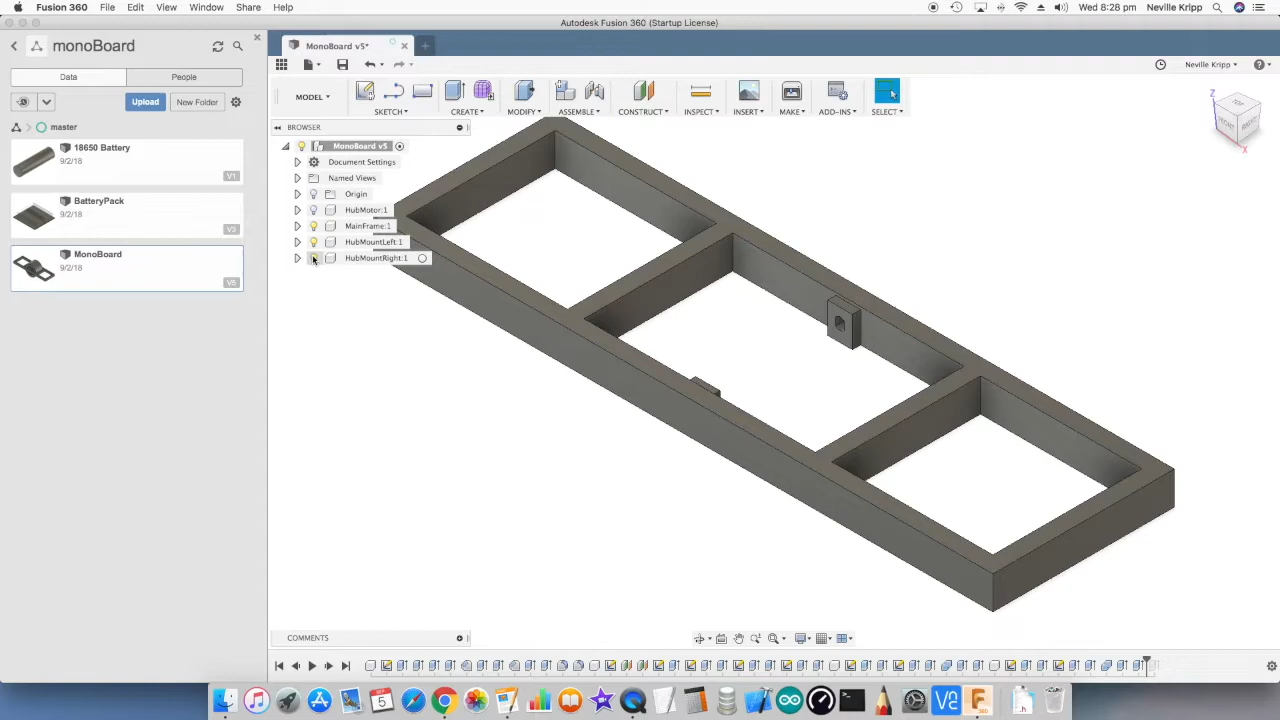 Fusion 360 File Edit View Window Share Help Wed 8:28 pm Neville Kripp
Autodesk Fusion 360 (Startup License)
monoBoard
MonoBoard v5*
Neville Kripp
Data People
Upload New Folder
master
18650 Battery
9/2/18
V1
BatteryPack
9/2/18
V3
MonoBoard
9/2/18
V5
MODEL
SKETCH CREATE MODIFY ASSEMBLE CONSTRUCT INSPECT INSERT MAKE ADD-INS SELECT
BROWSER
MonoBoard v5
Document Settings
Named Views
Origin
HubMotor:1
MainFrame:1
HubMountLeft:1
HubMountRight:1
Z
TOP
FRONT
RIGHT
X
COMMENTS